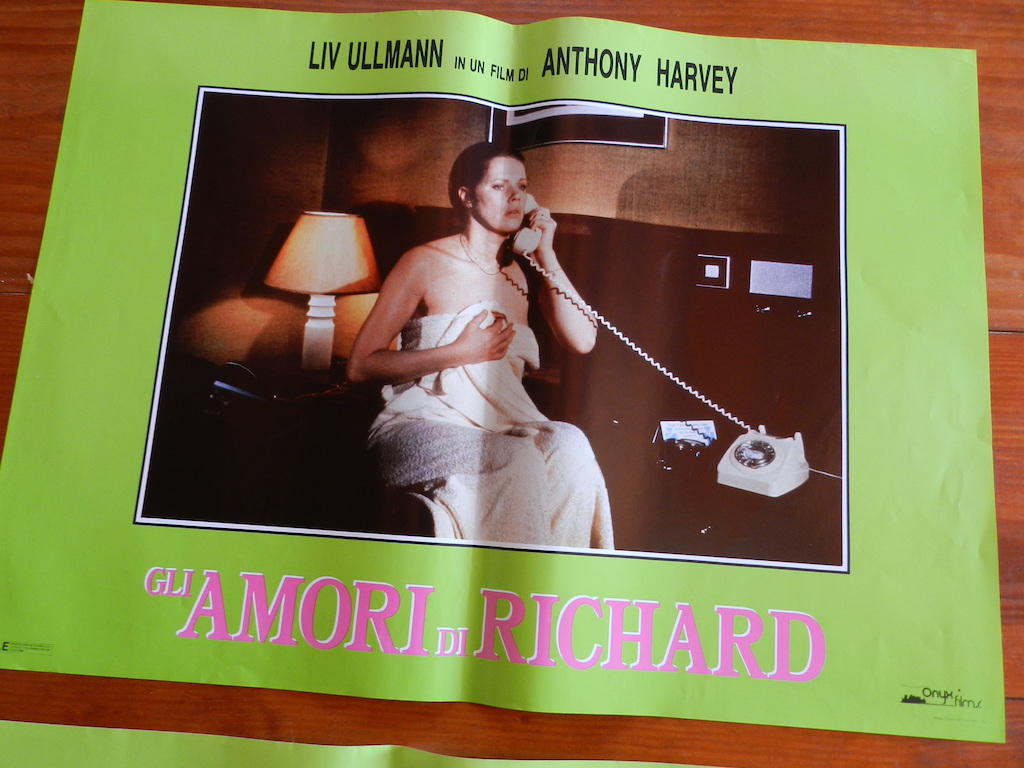 LIV ULLMANN IN UN FILM DI ANTHONY HARVEY
GLI AMORI DI RICHARD
E
Onyx films